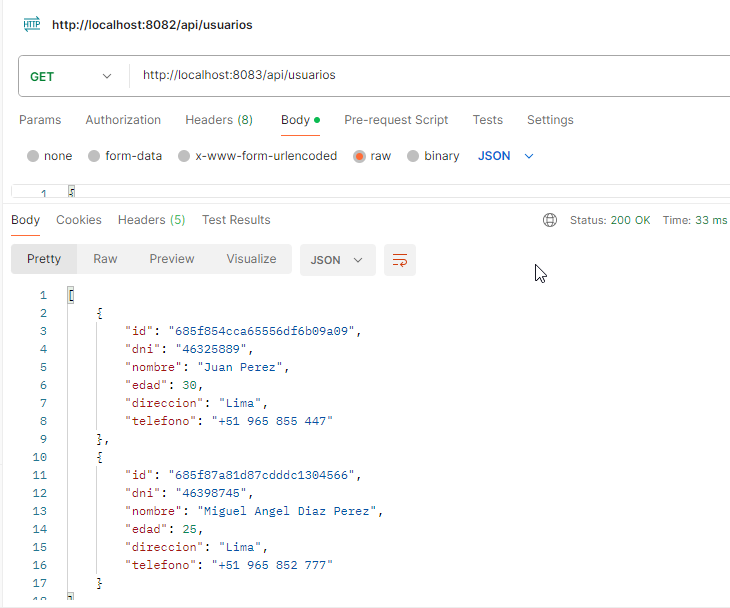 HTTP http://localhost:8082/api/usuarios
GET http://localhost:8083/api/usuarios
Params Authorization Headers (8) Body Pre-request Script Tests Settings
none form-data x-www-form-urlencoded raw binary JSON
1 {
Body Cookies Headers (5) Test Results Status: 200 OK Time: 33 ms
Pretty Raw Preview Visualize JSON
1 [
2 {
3 "id": "685f854cca65556df6b09a09",
4 "dni": "46325889",
5 "nombre": "Juan Perez",
6 "edad": 30,
7 "direccion": "Lima",
8 "telefono": "+51 965 855 447"
9 },
10 {
11 "id": "685f87a81d87cdddc1304566",
12 "dni": "46398745",
13 "nombre": "Miguel Angel Diaz Perez",
14 "edad": 25,
15 "direccion": "Lima",
16 "telefono": "+51 965 852 777"
17 }
18 ]